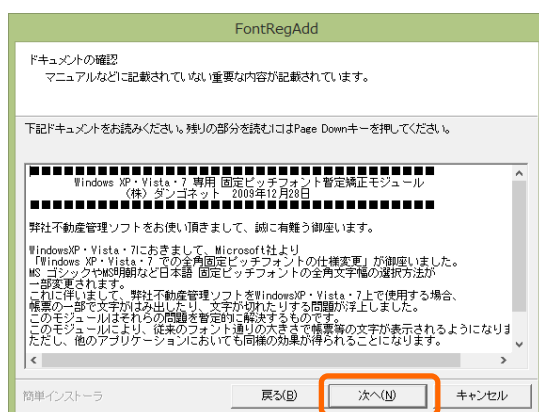 FontRegAdd
ドキュメントの確認
マニュアルなどに記載されていない重要な内容が記載されています。
下記ドキュメントをお読みください。残りの部分を読むにはPage Downキーを押してください。
■■■■■■■■■■■■■■■■■■■■■■■■■■■■■■■■■■■■
Windows XP・Vista・7 専用 固定ピッチフォント暫定矯正モジュール
(株) ダンゴネット 2009年12月28日
■■■■■■■■■■■■■■■■■■■■■■■■■■■■■■■■■■■■
弊社不動産管理ソフトをお使い頂きまして、誠に有難う御座います。
WindowsXP・Vista・7におきまして、Microsoft社より
「Windows XP・Vista・7 での全角固定ピッチフォントの仕様変更」が御座いました。
MS ゴシックやMS明朝など日本語 固定ピッチフォントの全角文字幅の選択方法が
一部変更されます。
これに伴いまして、弊社不動産管理ソフトをWindowsXP・Vista・7上で使用する場合、
帳票の一部で文字がはみ出したり、文字が切れたりする問題が浮上しました。
このモジュールはそれらの問題を暫定的に解決するものです。
このモジュールにより、従来のフォント通りの大きさで帳票等の文字が表示されるようになりま
ただし、他のアプリケーションにおいても同様の効果が得られることになります。
簡単インストーラ
戻る(B)
次へ(N)
キャンセル